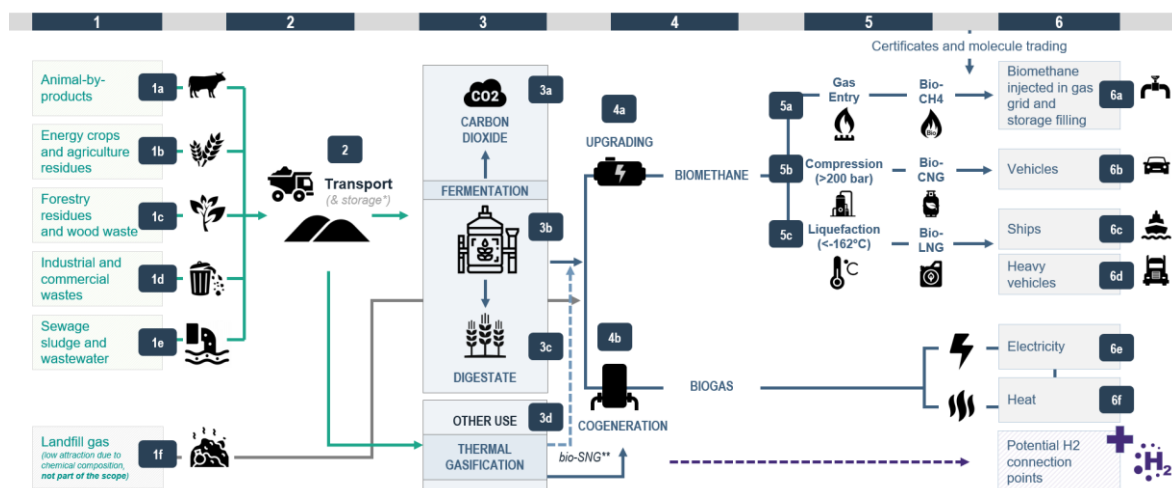 1
2
3
4
5
6
Certificates and molecule trading
Animal-by-
products
1a
Energy crops
and agriculture
residues
1b
Forestry
residues
and wood waste
1c
Industrial and
commercial
wastes
1d
Sewage
sludge and
wastewater
1e
Landfill gas
(low attraction due to
chemical composition,
not part of the scope)
1f
2
Transport
(& storage*)
CO2
3a
CARBON
DIOXIDE
FERMENTATION
3b
3c
DIGESTATE
3d
OTHER USE
THERMAL
GASIFICATION
bio-SNG**
4a
UPGRADING
BIOMETHANE
4b
COGENERATION
BIOGAS
5a
Gas
Entry
Bio-
CH4
Bio
5b
Compression
(>200 bar)
Bio-
CNG
5c
Liquefaction
(<-162°C)
Bio-
LNG
°C
Biomethane
injected in gas
grid and
storage filling
6a
Vehicles
6b
Ships
6c
Heavy
vehicles
6d
Electricity
6e
Heat
6f
Potential H2
connection
points
H2